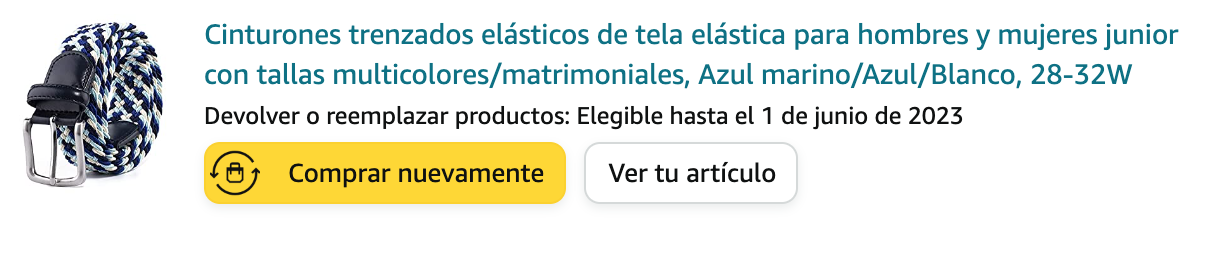 Cinturones trenzados elásticos de tela elástica para hombres y mujeres junior
con tallas multicolores/matrimoniales, Azul marino/Azul/Blanco, 28-32W
Devolver o reemplazar productos: Elegible hasta el 1 de junio de 2023
Comprar nuevamente
Ver tu artículo